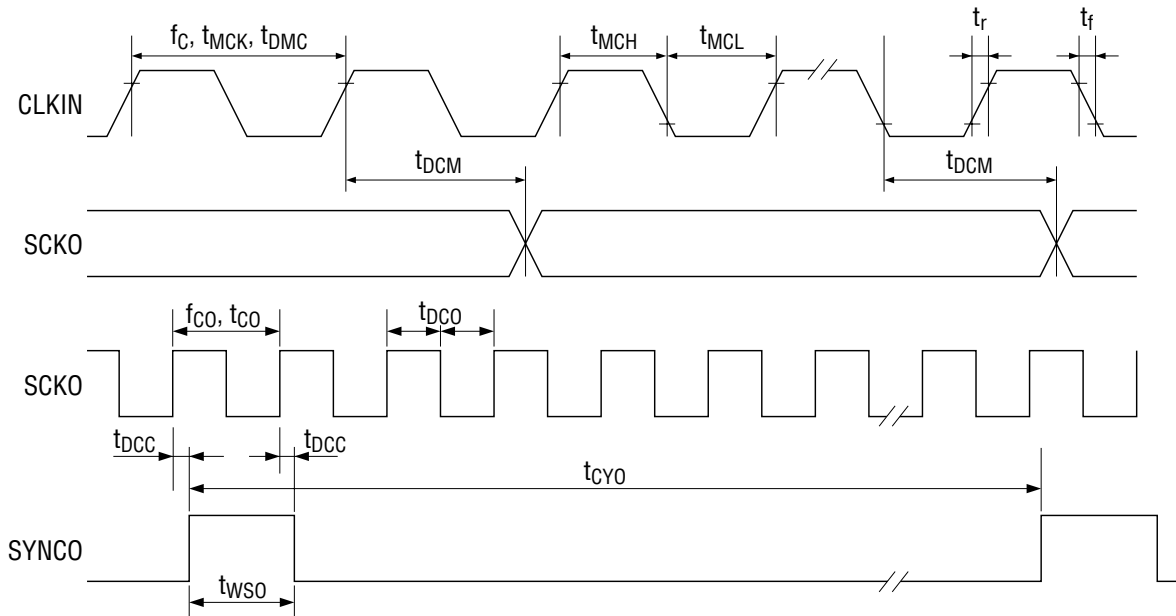 f_C, t_MCK, t_DMC
t_MCH
t_MCL
t_r
t_f
CLKIN
t_DCM
t_DCM
SCKO
f_CO, t_CO
t_DCO
SCKO
t_DCC
t_DCC
t_CYO
SYNCO
t_WSO